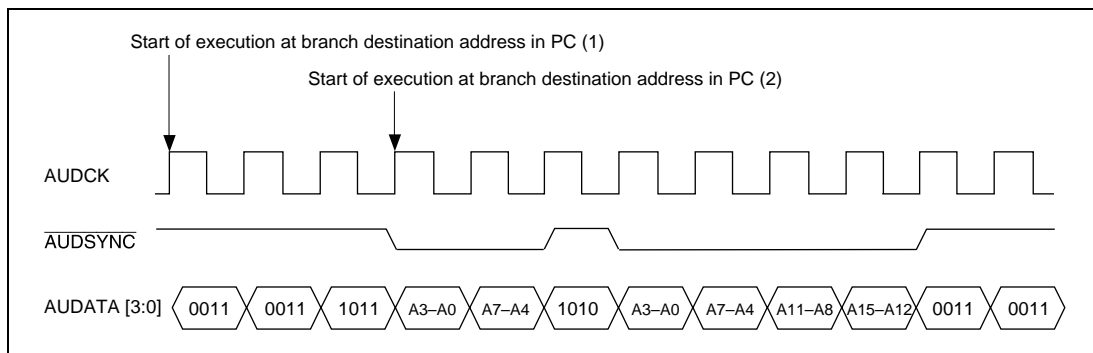 Start of execution at branch destination address in PC (1)
Start of execution at branch destination address in PC (2)
AUDCK
AUDSYNC
AUDATA [3:0] 0011 0011 1011 A3–A0 A7–A4 1010 A3–A0 A7–A4 A11–A8 A15–A12 0011 0011